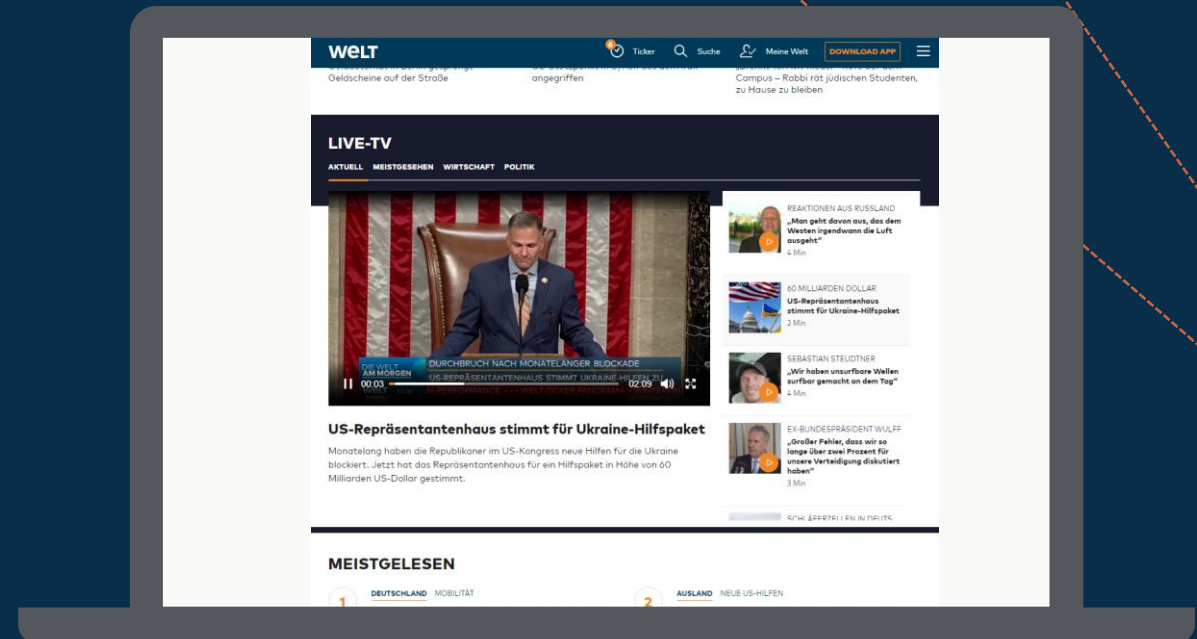 WELT
6
Ticker
Suche
Meine Welt
DOWNLOAD APP
Geldscheine auf der Straße
angegriffen
Campus – Rabbi rät jüdischen Studenten,
zu Hause zu bleiben
LIVE-TV
AKTUELL MEISTGESEHEN WIRTSCHAFT POLITIK
DIE WELT
AM MORGEN
DURCHBRUCH NACH MONATELANGER BLOCKADE
US-REPRÄSENTANTENHAUS STIMMT UKRAINE-HILFEN ZU
00:03
02:09
US-Repräsentantenhaus stimmt für Ukraine-Hilfspaket
Monatelang haben die Republikaner im US-Kongress neue Hilfen für die Ukraine
blockiert. Jetzt hat das Repräsentantenhaus für ein Hilfspaket in Höhe von 60
Milliarden US-Dollar gestimmt.
REAKTIONEN AUS RUSSLAND
„Man geht davon aus, das dem
Westen irgendwann die Luft
ausgeht“
4 Min
60 MILLIARDEN DOLLAR
US-Repräsentantenhaus
stimmt für Ukraine-Hilfspaket
2 Min
SEBASTIAN STEUDTNER
„Wir haben unsurfbare Wellen
surfbar gemacht an dem Tag“
4 Min
EX-BUNDESPRÄSIDENT WULFF
„Großer Fehler, dass wir so
lange über zwei Prozent für
unsere Verteidigung diskutiert
haben“
3 Min
MEISTGELESEN
1
DEUTSCHLAND MOBILITÄT
2
AUSLAND NEUE US-HILFEN